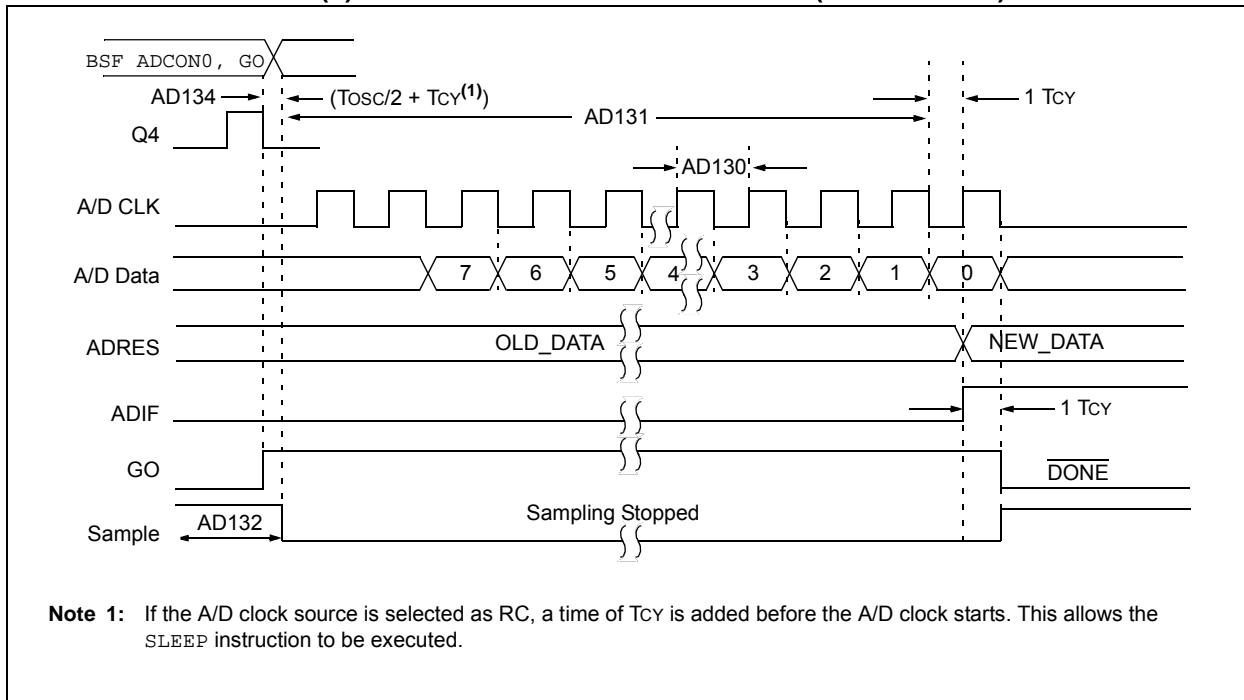 BSF ADCON0, GO
AD134
(TOSC/2 + TCY(1))
1 TCY
AD131
Q4
AD130
A/D CLK
A/D Data
7 6 5 4 3 2 1 0
ADRES
OLD_DATA
NEW_DATA
ADIF
1 TCY
GO
DONE
Sample
AD132
Sampling Stopped
Note 1: If the A/D clock source is selected as RC, a time of TCY is added before the A/D clock starts. This allows the
SLEEP instruction to be executed.